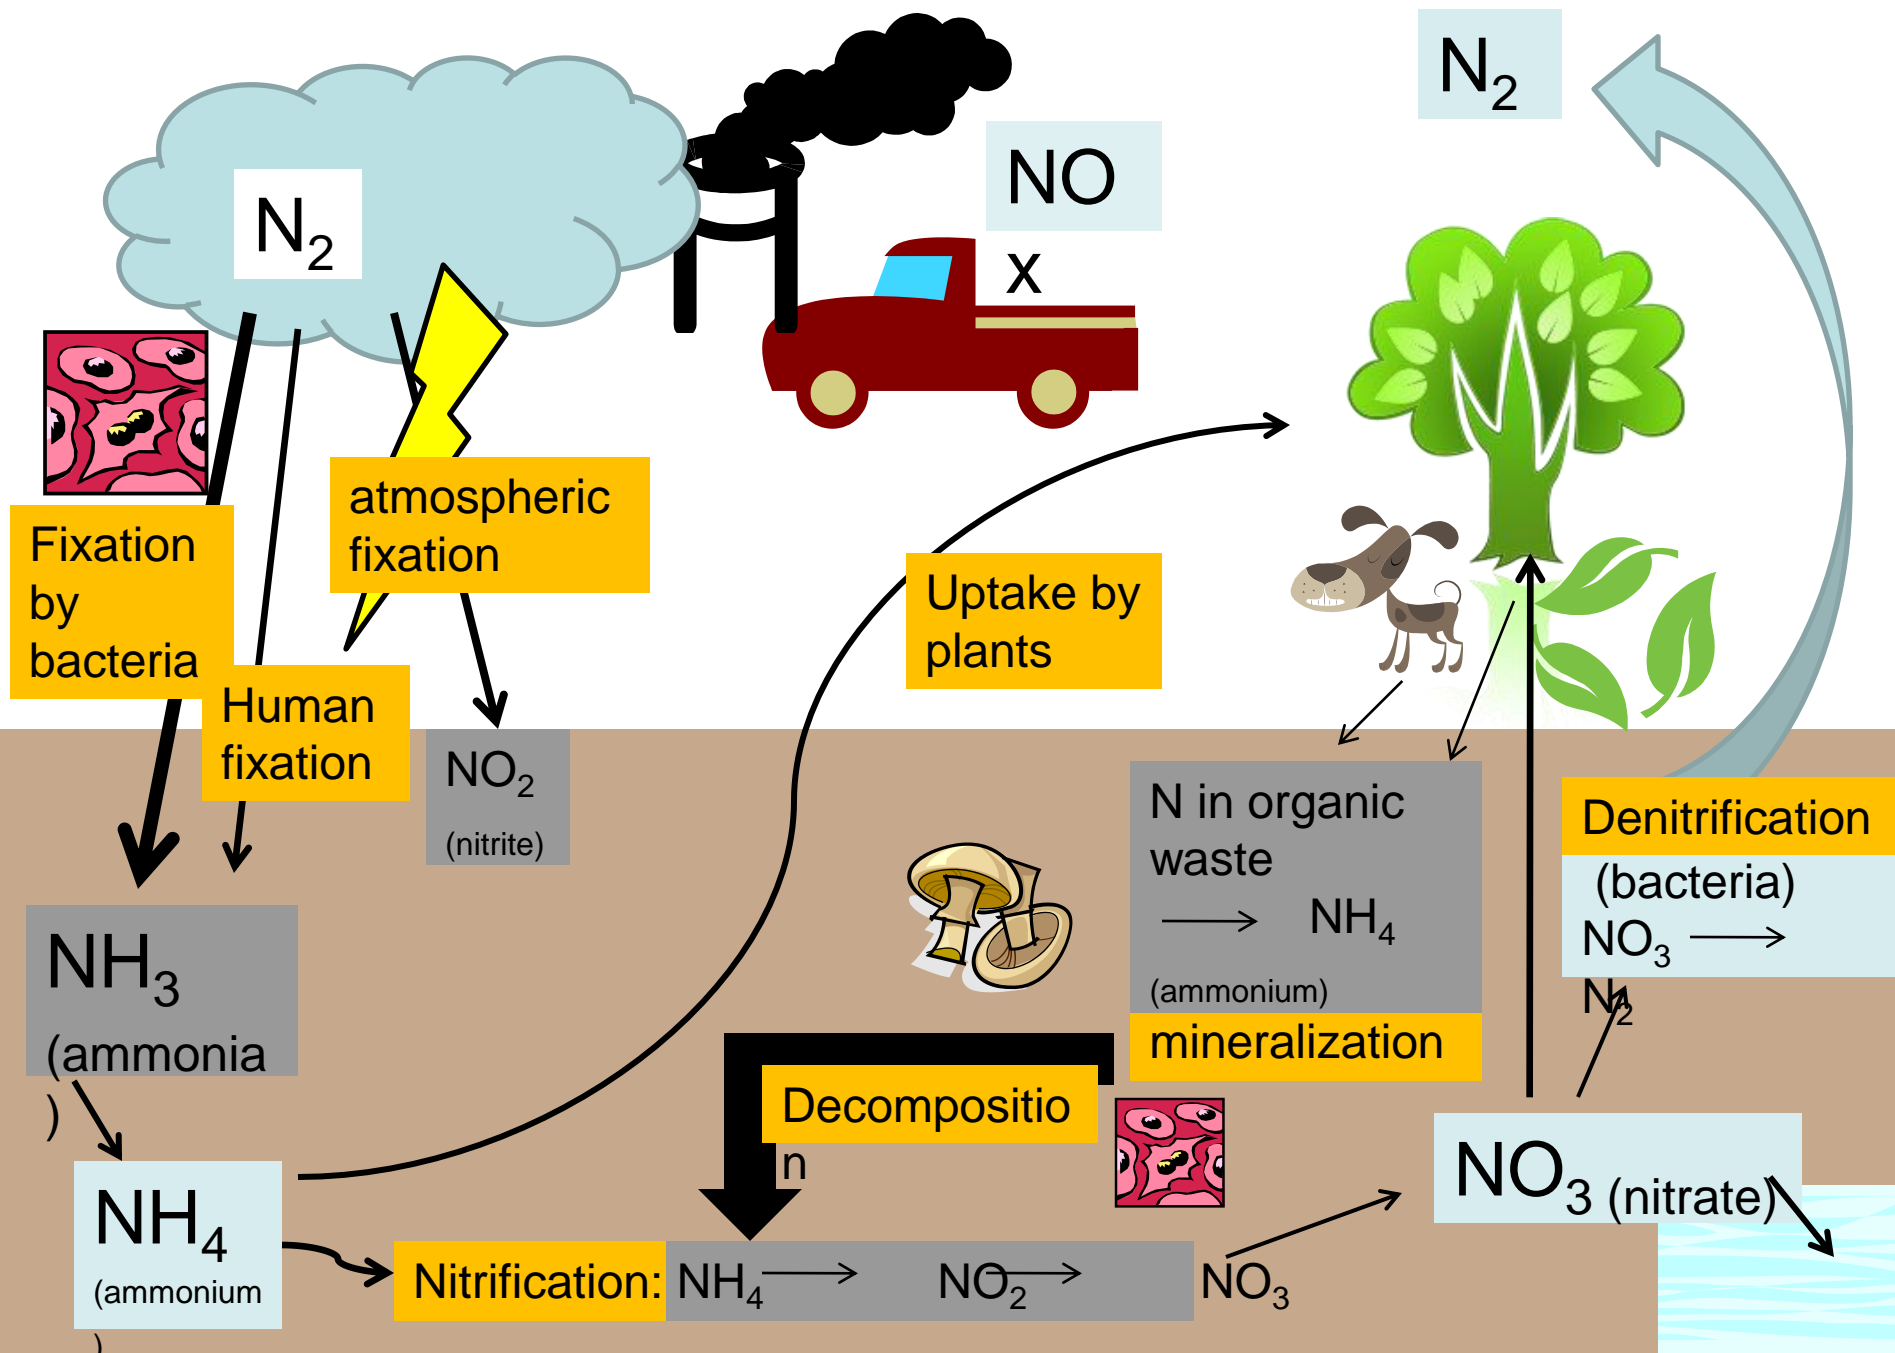 N2
NO
x
N2
atmospheric
fixation
Fixation
by
bacteria
Human
fixation
Uptake by
plants
NO2
(nitrite)
N in organic
waste
NH4
(ammonium)
mineralization
Denitrification
(bacteria)
NO3
N2
NH3
(ammonia
)
Decompositio
n
NH4
(ammonium
)
Nitrification: NH4 NO2 NO3
NO3 (nitrate)